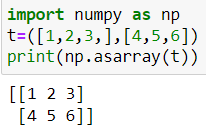 import numpy as np
t=([1,2,3,],[4,5,6])
print(np.asarray(t))
[[1 2 3]
 [4 5 6]]